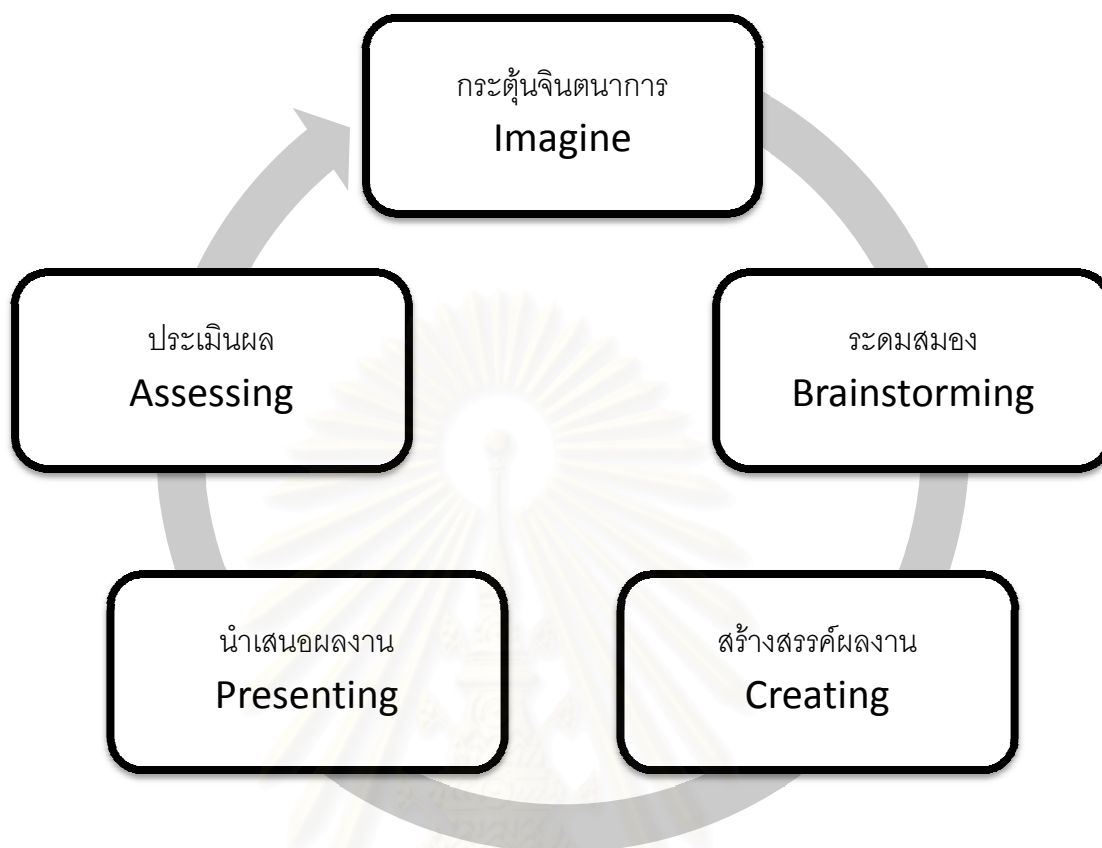 กระตุ้นจินตนาการ
Imagine
ระดมสมอง
Brainstorming
สร้างสรรค์ผลงาน
Creating
นำเสนอผลงาน
Presenting
ประเมินผล
Assessing